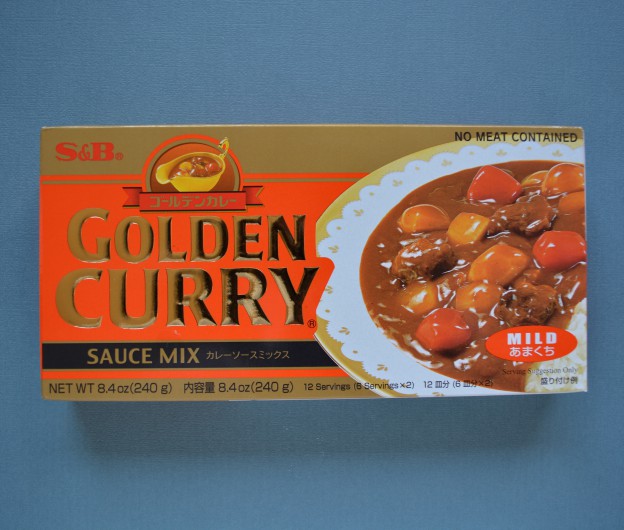 NO MEAT CONTAINED
S&B®
ゴールデンカレー
GOLDEN
CURRY®
SAUCE MIX カレーソースミックス
MILD
あまくち
Serving Suggestion Only
盛り付け例
NET WT 8.4oz(240g) 内容量 8.4oz(240g) 12 Servings (6 Servings×2) 12 皿分 (6 皿分×2)